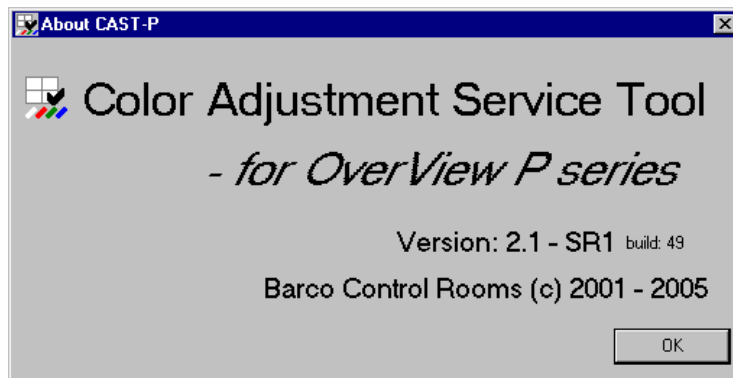 About CAST-P
Color Adjustment Service Tool
- for OverView P series
Version: 2.1 - SR1 build: 49
Barco Control Rooms (c) 2001 - 2005
OK